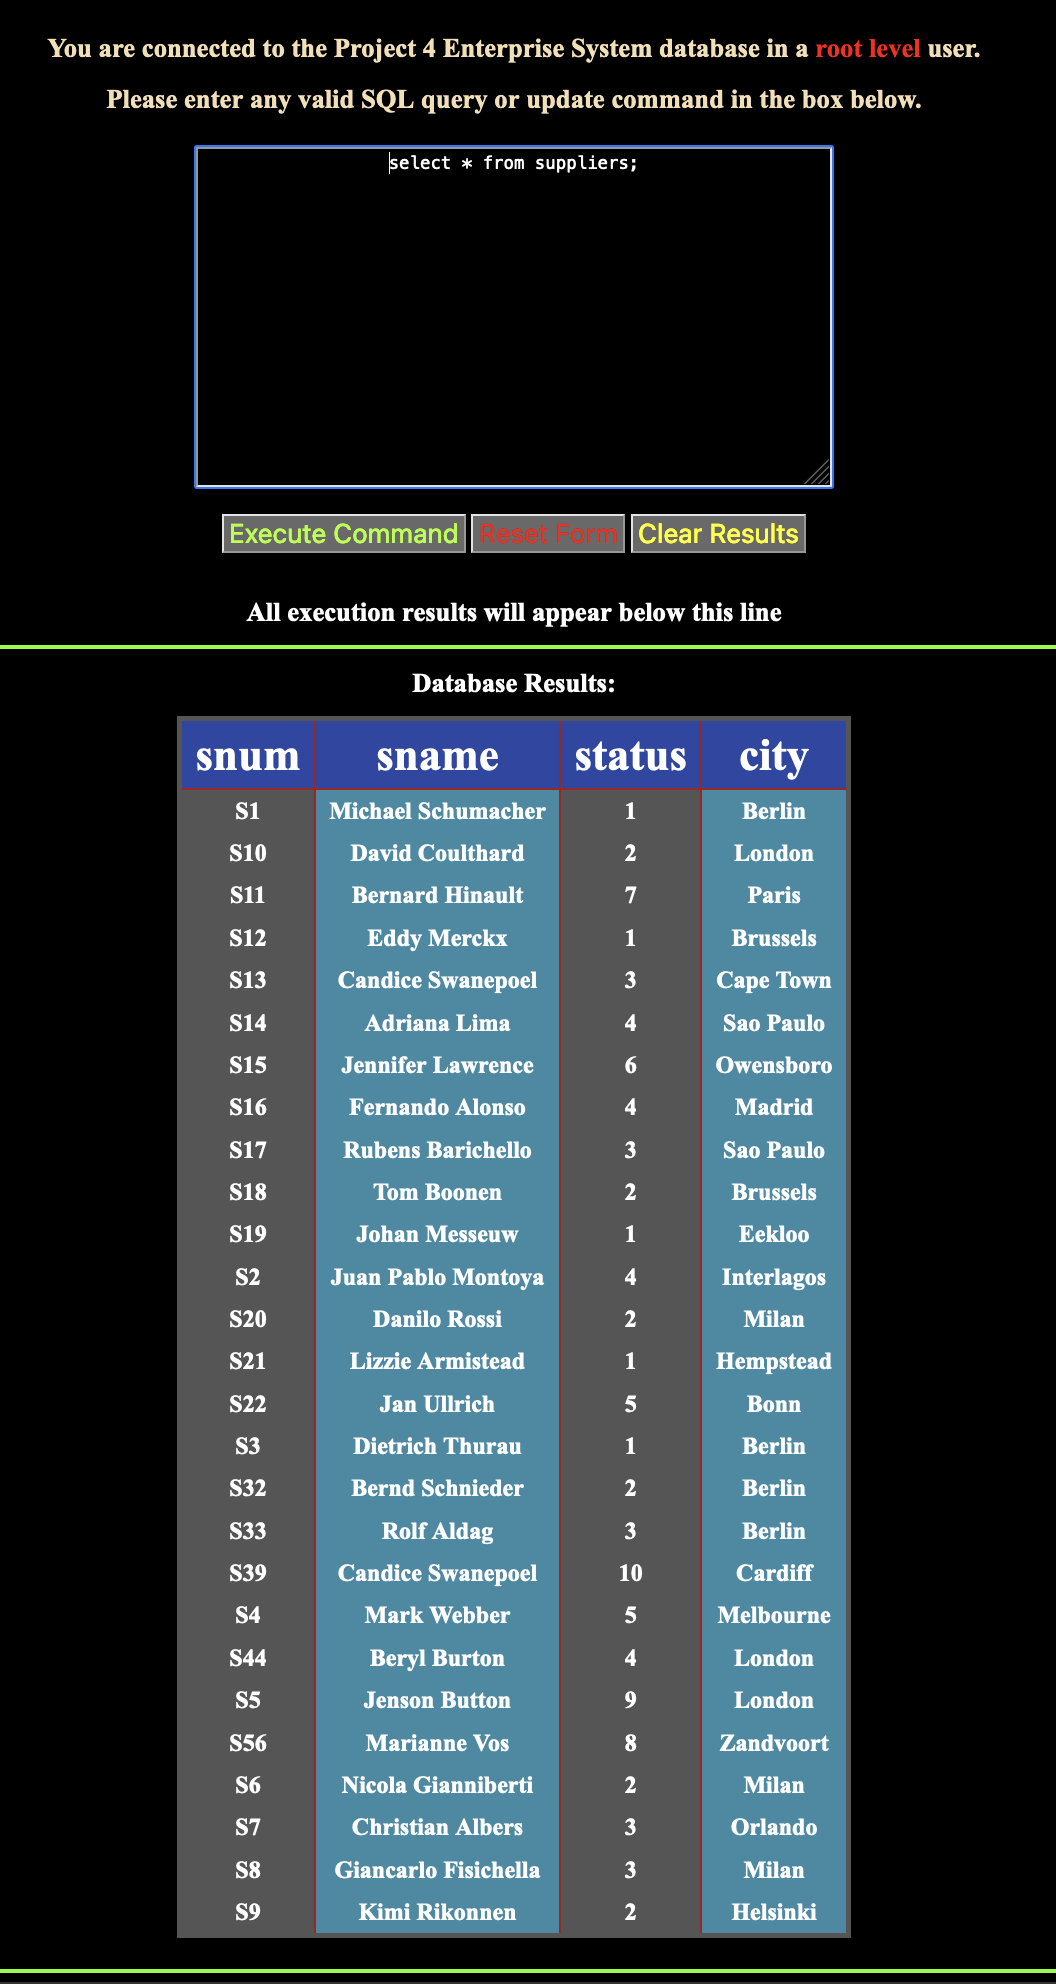 You are connected to the Project 4 Enterprise System database in a root level user.
Please enter any valid SQL query or update command in the box below.
select * from suppliers;
Execute Command Reset Form Clear Results
All execution results will appear below this line
Database Results:
snum sname status city
S1 Michael Schumacher 1 Berlin
S10 David Coulthard 2 London
S11 Bernard Hinault 7 Paris
S12 Eddy Merckx 1 Brussels
S13 Candice Swanepoel 3 Cape Town
S14 Adriana Lima 4 Sao Paulo
S15 Jennifer Lawrence 6 Owensboro
S16 Fernando Alonso 4 Madrid
S17 Rubens Barichello 3 Sao Paulo
S18 Tom Boonen 2 Brussels
S19 Johan Messeuw 1 Eekloo
S2 Juan Pablo Montoya 4 Interlagos
S20 Danilo Rossi 2 Milan
S21 Lizzie Armistead 1 Hempstead
S22 Jan Ullrich 5 Bonn
S3 Dietrich Thurau 1 Berlin
S32 Bernd Schnieder 2 Berlin
S33 Rolf Aldag 3 Berlin
S39 Candice Swanepoel 10 Cardiff
S4 Mark Webber 5 Melbourne
S44 Beryl Burton 4 London
S5 Jenson Button 9 London
S56 Marianne Vos 8 Zandvoort
S6 Nicola Gianniberti 2 Milan
S7 Christian Albers 3 Orlando
S8 Giancarlo Fisichella 3 Milan
S9 Kimi Rikonnen 2 Helsinki